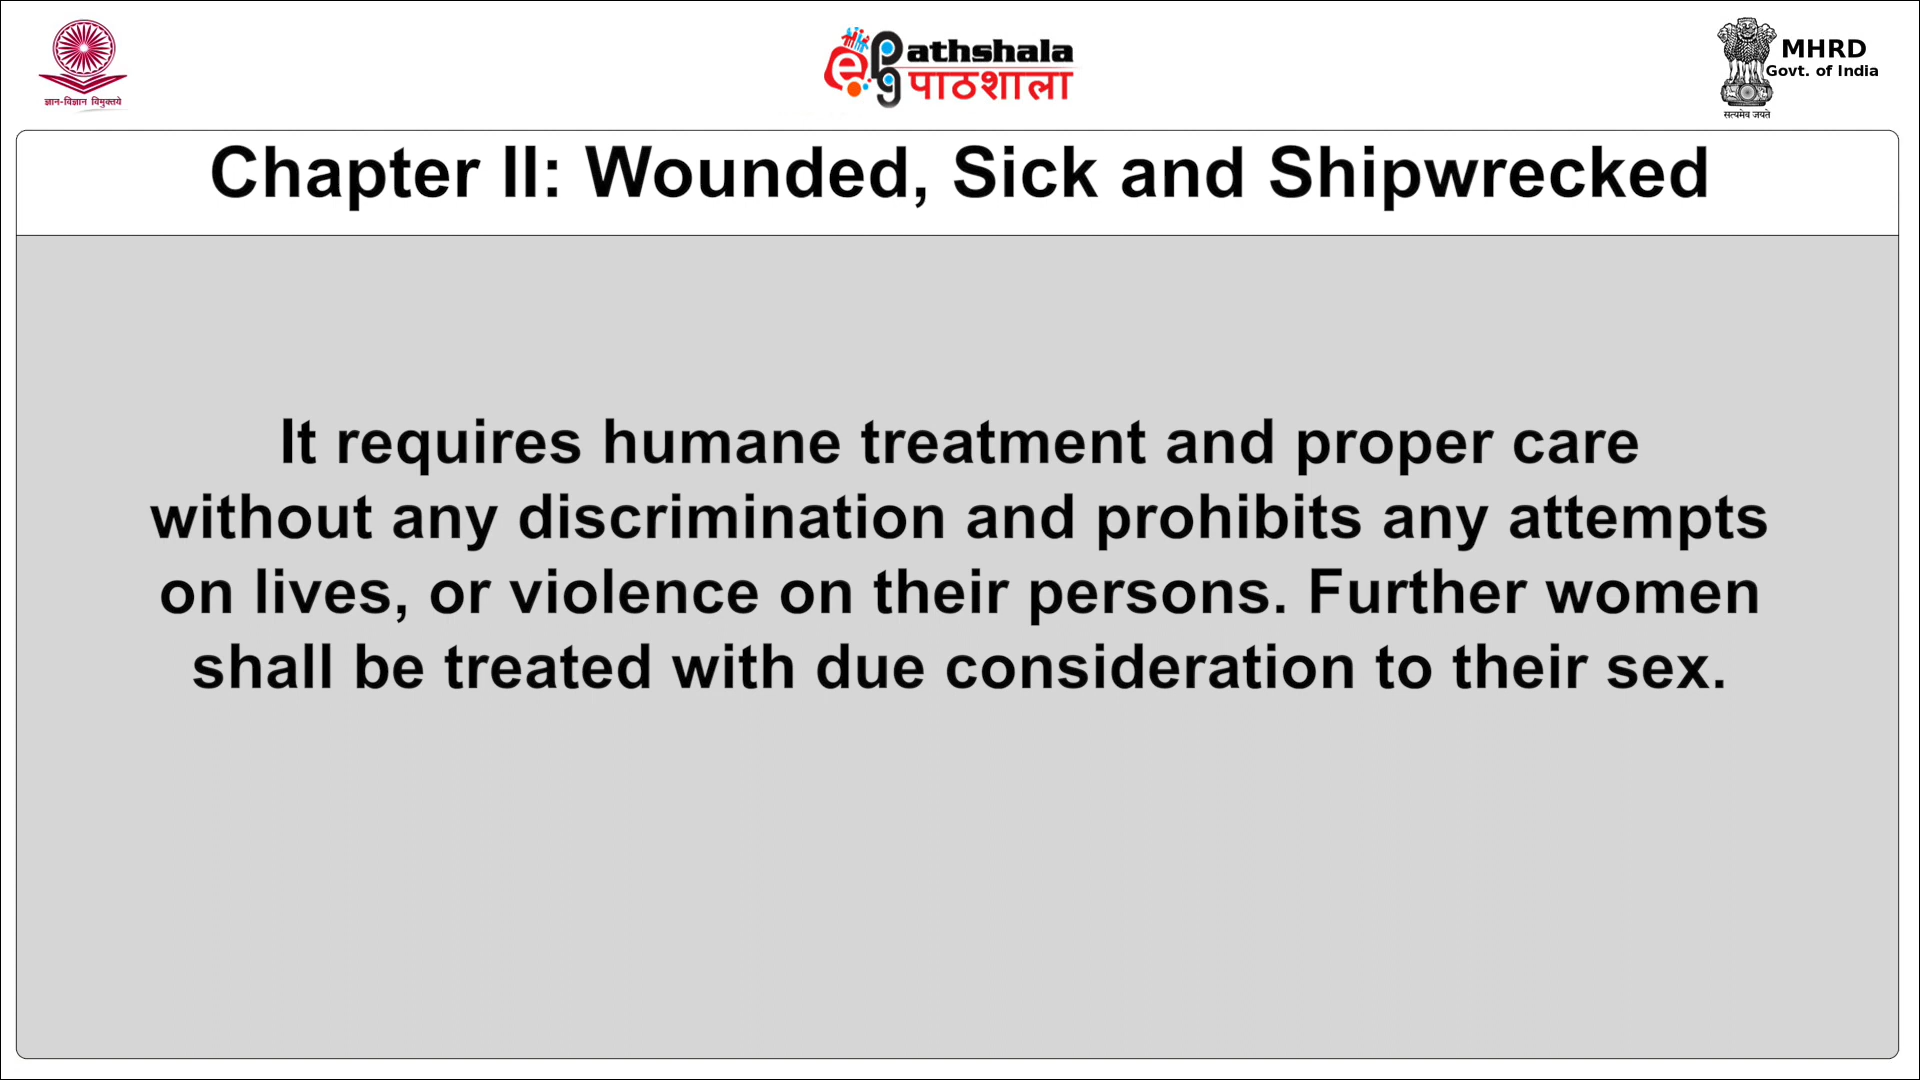 ज्ञान-विज्ञान विमुक्तये
ePG athshala
पाठशाला
MHRD
Govt. of India
सत्यमेव जयते
Chapter II: Wounded, Sick and Shipwrecked
It requires humane treatment and proper care
without any discrimination and prohibits any attempts
on lives, or violence on their persons. Further women
shall be treated with due consideration to their sex.